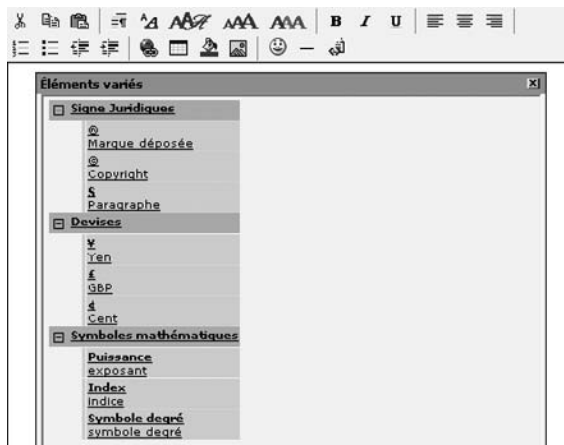 B I U
Éléments variés
Signe Juridiques
®
Marque déposée
©
Copyright
§
Paragraphe
Devises
¥
Yen
£
GBP
¢
Cent
Symboles mathématiques
Puissance
exposant
Index
indice
Symbole degré
symbole degré